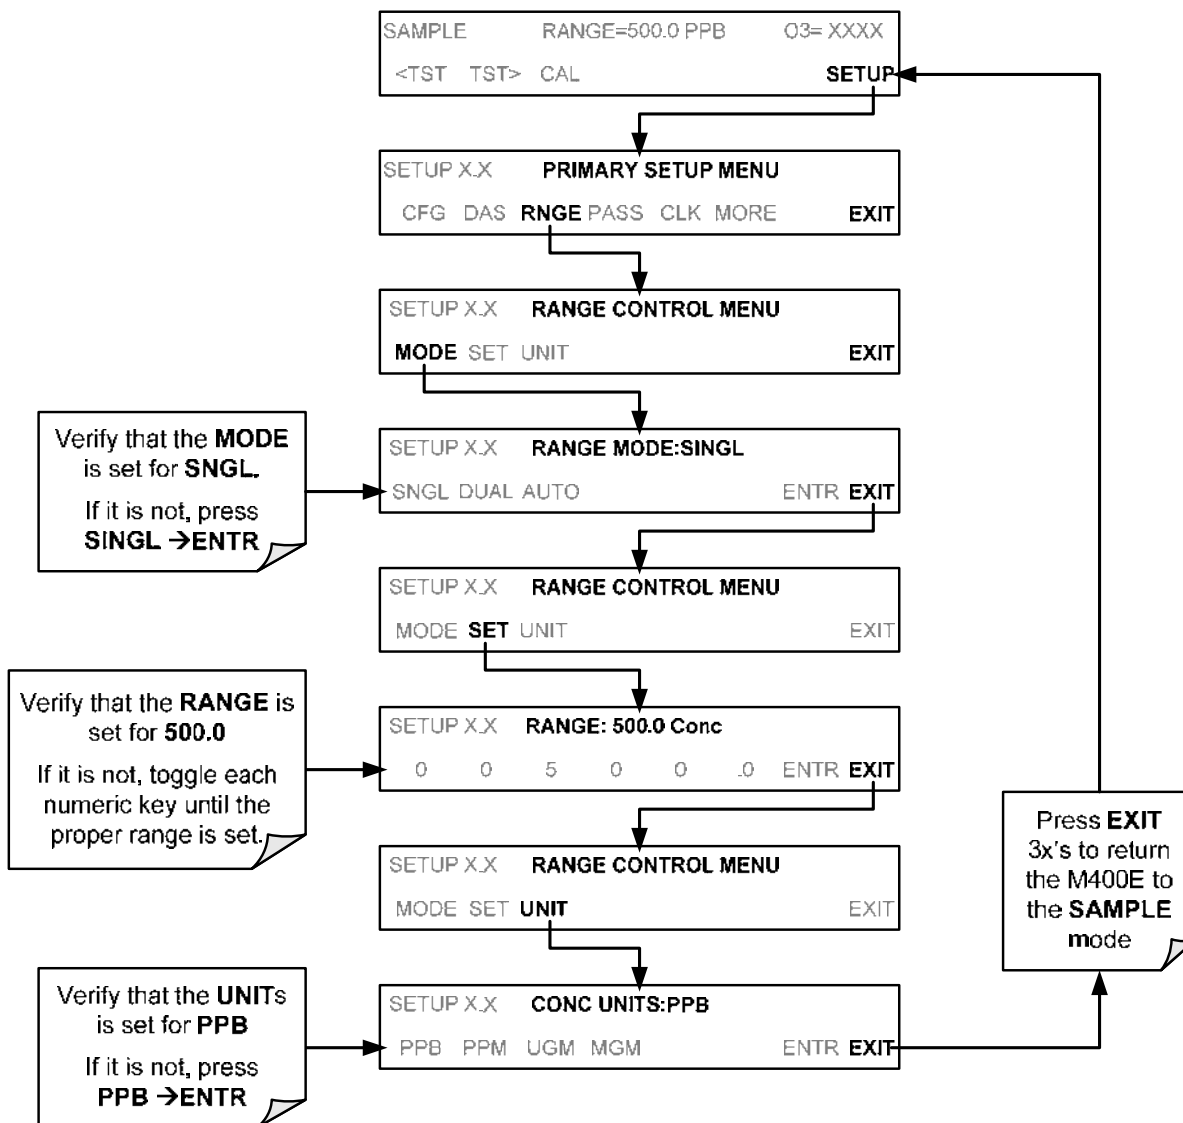 SAMPLE RANGE=500.0 PPB O3= XXXX
<TST TST> CAL SETUP
SETUP X.X PRIMARY SETUP MENU
CFG DAS RNGE PASS CLK MORE EXIT
SETUP X.X RANGE CONTROL MENU
MODE SET UNIT EXIT
Verify that the MODE
is set for SNGL.
If it is not, press
SINGL →ENTR
SETUP X.X RANGE MODE:SINGL
SNGL DUAL AUTO ENTR EXIT
SETUP X.X RANGE CONTROL MENU
MODE SET UNIT EXIT
Verify that the RANGE is
set for 500.0
If it is not, toggle each
numeric key until the
proper range is set.
SETUP X.X RANGE: 500.0 Conc
0 0 5 0 0 .0 ENTR EXIT
SETUP X.X RANGE CONTROL MENU
MODE SET UNIT EXIT
Press EXIT
3x's to return
the M400E to
the SAMPLE
mode
Verify that the UNITs
is set for PPB
If it is not, press
PPB →ENTR
SETUP X.X CONC UNITS:PPB
PPB PPM UGM MGM ENTR EXIT